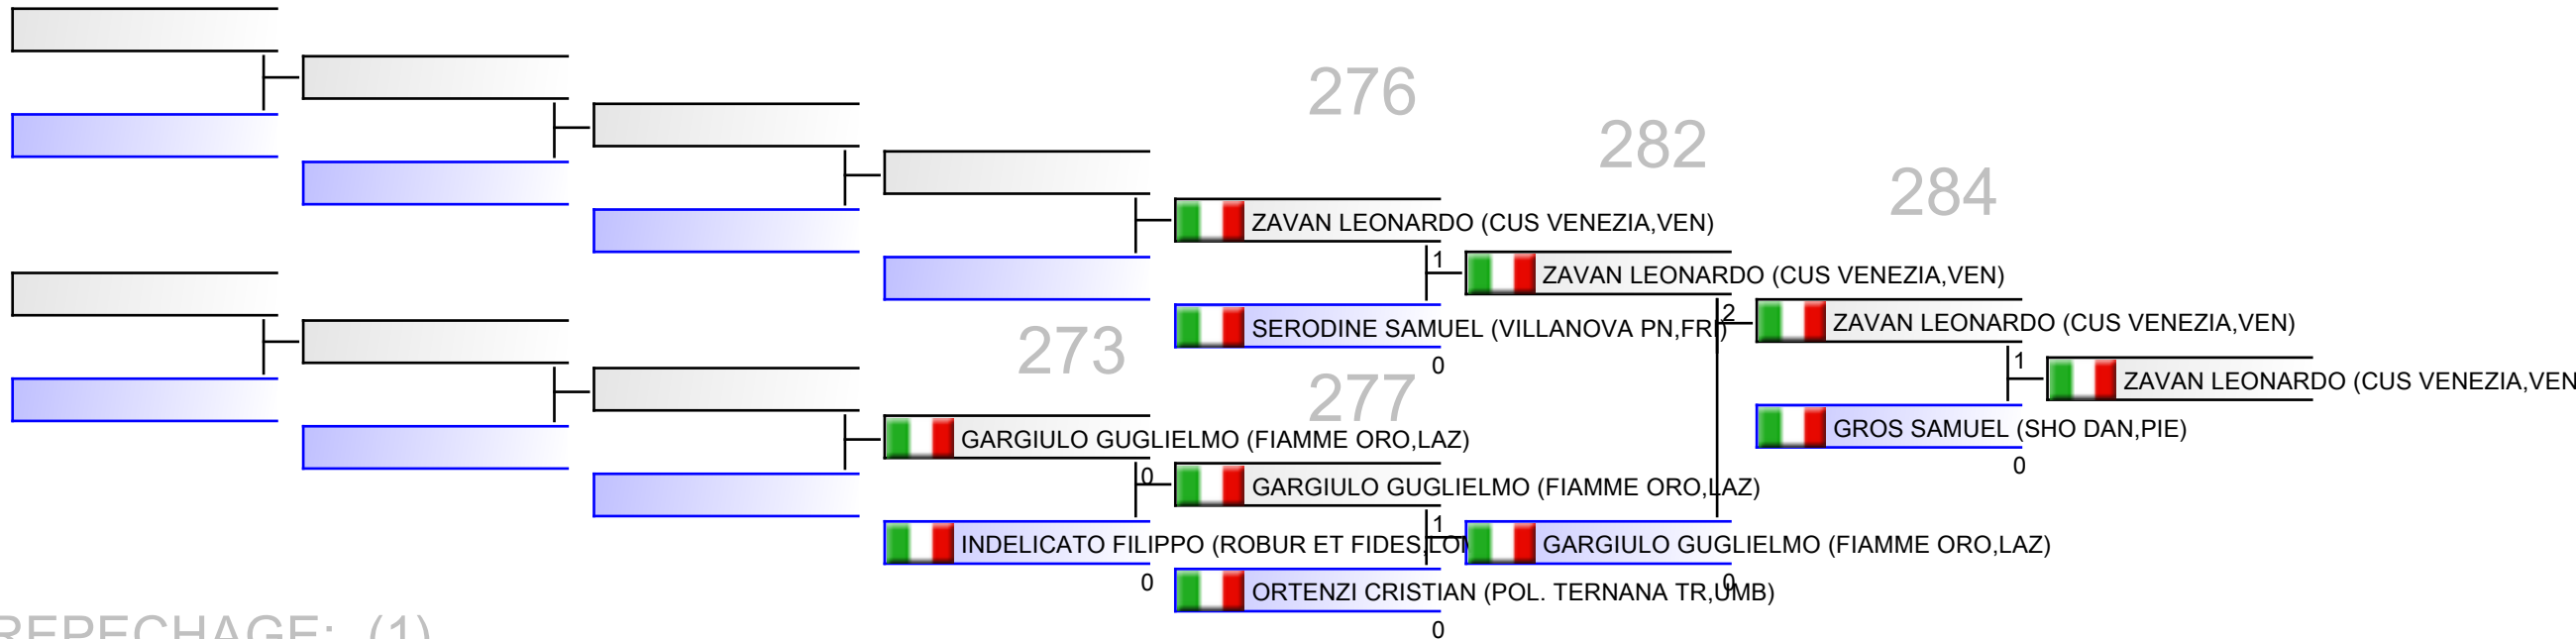 276
282
284
ZAVAN LEONARDO (CUS VENEZIA,VEN)
1
ZAVAN LEONARDO (CUS VENEZIA,VEN)
2
SERODINE SAMUEL (VILLANOVA PN,FRI)
0
ZAVAN LEONARDO (CUS VENEZIA,VEN)
1
ZAVAN LEONARDO (CUS VENEZIA,VEN
GROS SAMUEL (SHO DAN,PIE)
0
273
277
GARGIULO GUGLIELMO (FIAMME ORO,LAZ)
0
GARGIULO GUGLIELMO (FIAMME ORO,LAZ)
1
INDELICATO FILIPPO (ROBUR ET FIDES,LOM
0
GARGIULO GUGLIELMO (FIAMME ORO,LAZ)
0
ORTENZI CRISTIAN (POL. TERNANA TR,UMB)
0
REPECHAGE: (1)